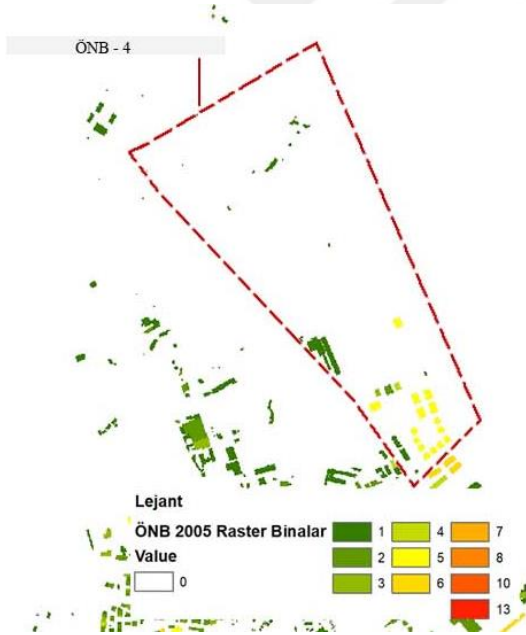 ÖNB - 4
Lejant
ÖNB 2005 Raster Binalar
Value
0
1 4 7
2 5 8
3 6 10
13